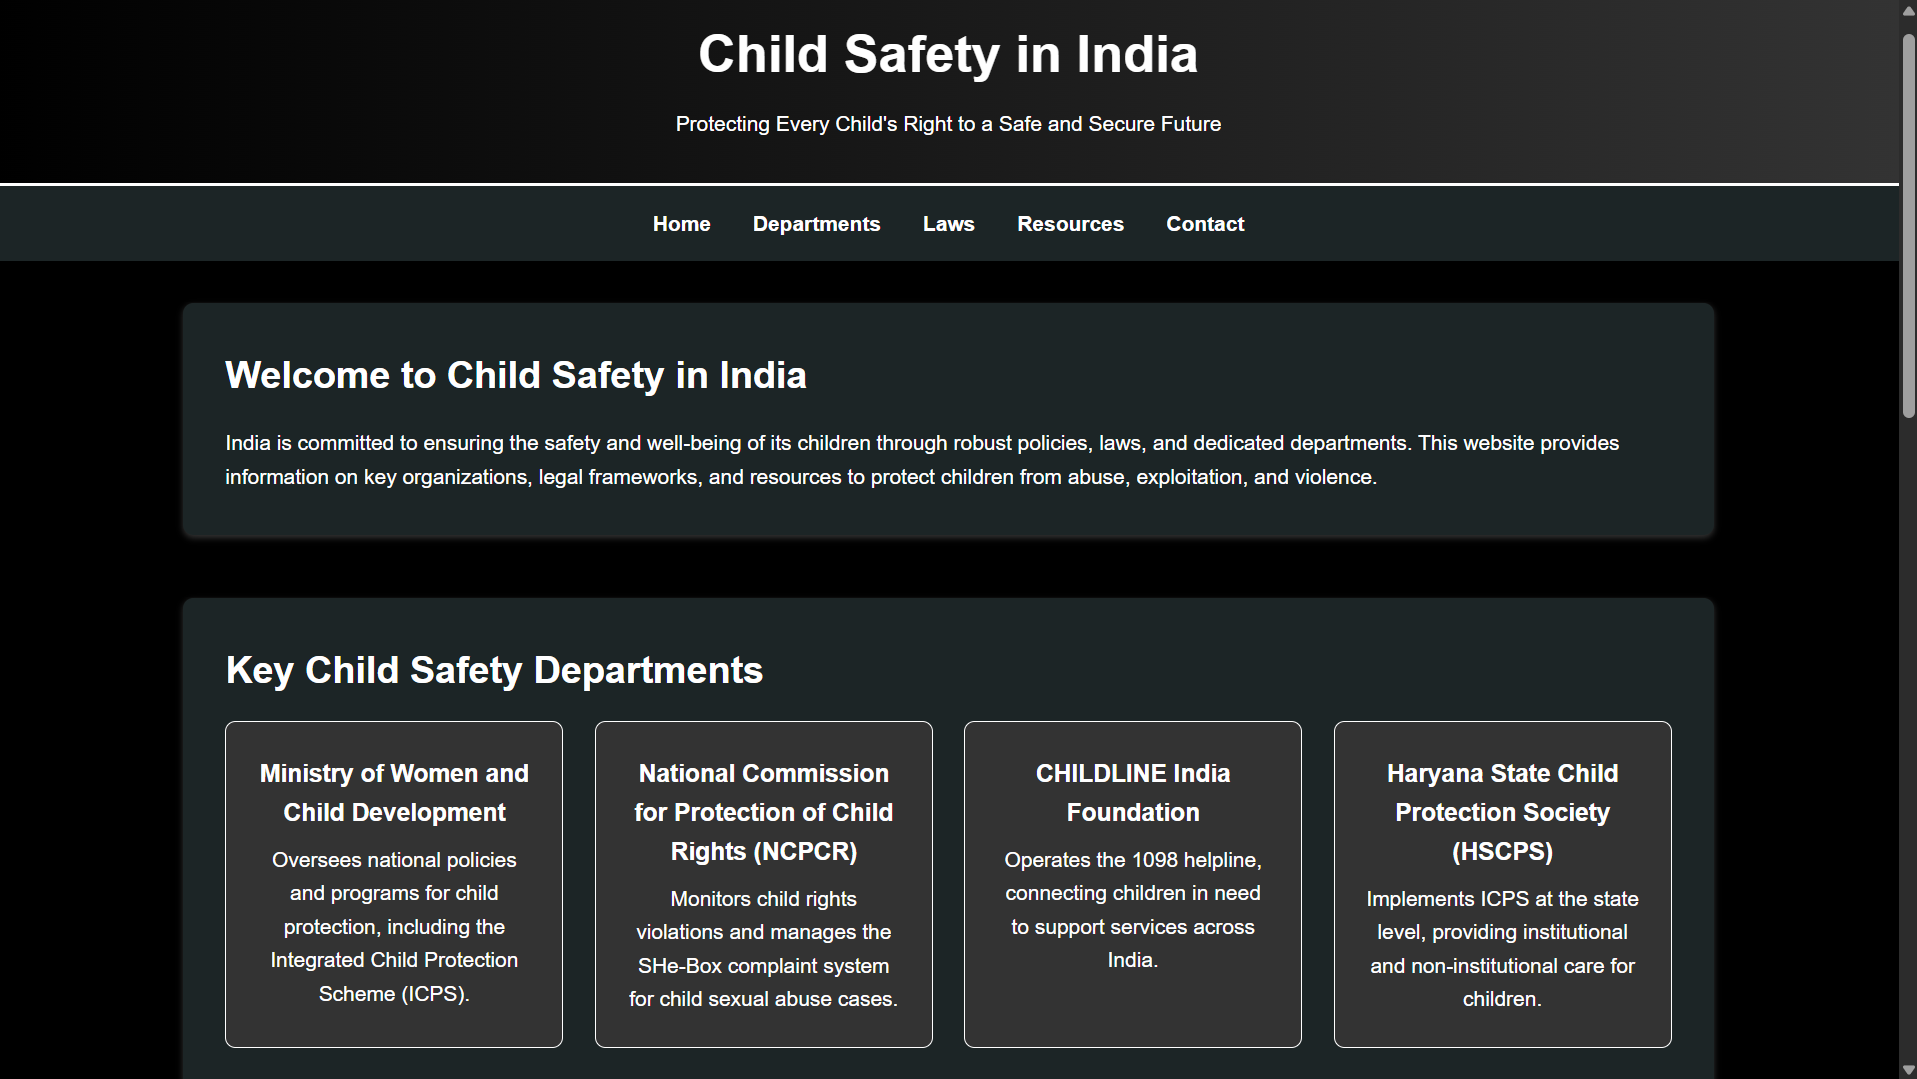 Child Safety in India
Protecting Every Child's Right to a Safe and Secure Future
Home Departments Laws Resources Contact
Welcome to Child Safety in India
India is committed to ensuring the safety and well-being of its children through robust policies, laws, and dedicated departments. This website provides
information on key organizations, legal frameworks, and resources to protect children from abuse, exploitation, and violence.
Key Child Safety Departments
Ministry of Women and
Child Development
Oversees national policies
and programs for child
protection, including the
Integrated Child Protection
Scheme (ICPS).
National Commission
for Protection of Child
Rights (NCPCR)
Monitors child rights
violations and manages the
SHe-Box complaint system
for child sexual abuse cases.
CHILDLINE India
Foundation
Operates the 1098 helpline,
connecting children in need
to support services across
India.
Haryana State Child
Protection Society
(HSCPS)
Implements ICPS at the state
level, providing institutional
and non-institutional care for
children.